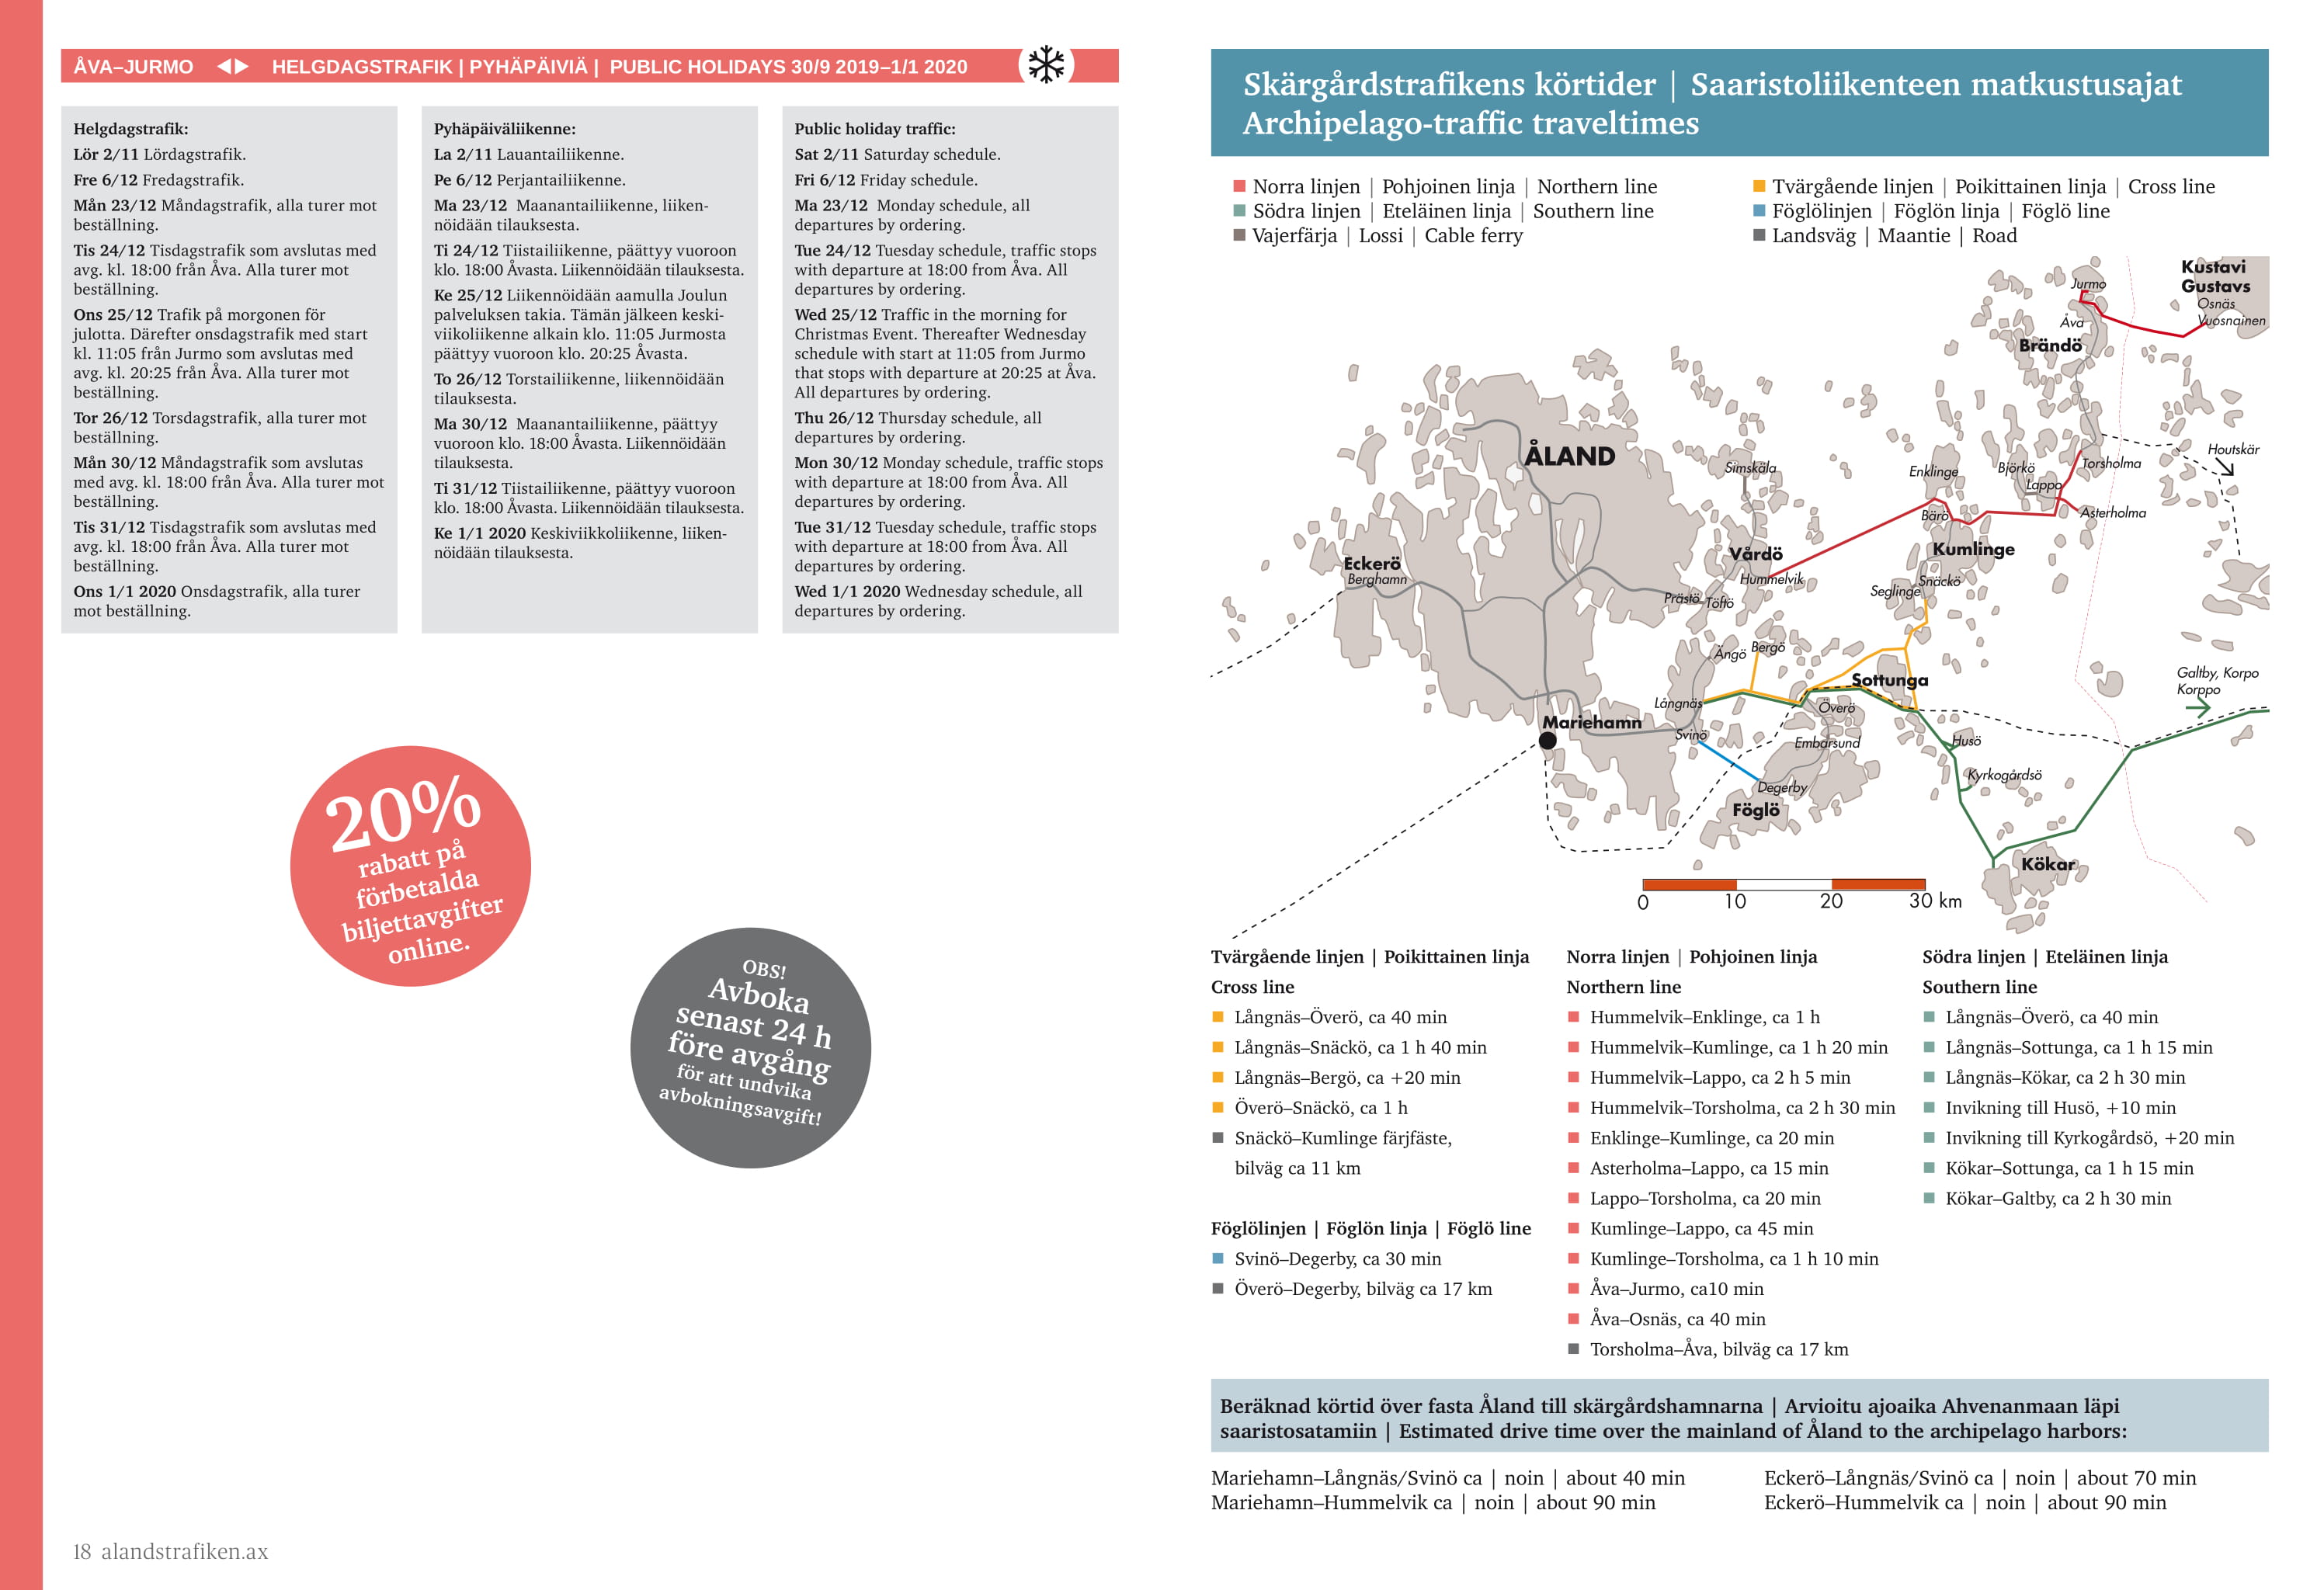 ÅVA–JURMO HELGDAGSTRAFIK | PYHÄPÄIVIÄ | PUBLIC HOLIDAYS 30/9 2019–1/1 2020
Helgdagstrafik:
Lör 2/11 Lördagstrafik.
Fre 6/12 Fredagstrafik.
Mån 23/12 Måndagstrafik, alla turer mot
beställning.
Tis 24/12 Tisdagstrafik som avslutas med
avg. kl. 18:00 från Åva. Alla turer mot
beställning.
Ons 25/12 Trafik på morgonen för
julotta. Därefter onsdagstrafik med start
kl. 11:05 från Jurmo som avslutas med
avg. kl. 20:25 från Åva. Alla turer mot
beställning.
Tor 26/12 Torsdagstrafik, alla turer mot
beställning.
Mån 30/12 Måndagstrafik som avslutas
med avg. kl. 18:00 från Åva. Alla turer mot
beställning.
Tis 31/12 Tisdagstrafik som avslutas med
avg. kl. 18:00 från Åva. Alla turer mot
beställning.
Ons 1/1 2020 Onsdagstrafik, alla turer
mot beställning.
Pyhäpäiväliikenne:
La 2/11 Lauantailiikenne.
Pe 6/12 Perjantailiikenne.
Ma 23/12 Maanantailiikenne, liiken-
nöidään tilauksesta.
Ti 24/12 Tiistailiikenne, päättyy vuoroon
klo. 18:00 Åvasta. Liikennöidään tilauksesta.
Ke 25/12 Liikennöidään aamulla Joulun
palveluksen takia. Tämän jälkeen keski-
viikoliikenne alkain klo. 11:05 Jurmosta
päättyy vuoroon klo. 20:25 Åvasta.
To 26/12 Torstailiikenne, liikennöidään
tilauksesta.
Ma 30/12 Maanantailiikenne, päättyy
vuoroon klo. 18:00 Åvasta. Liikennöidään
tilauksesta.
Ti 31/12 Tiistailiikenne, päättyy vuoroon
klo. 18:00 Åvasta. Liikennöidään tilauksesta.
Ke 1/1 2020 Keskiviikkoliikenne, liiken-
nöidään tilauksesta.
Public holiday traffic:
Sat 2/11 Saturday schedule.
Fri 6/12 Friday schedule.
Ma 23/12 Monday schedule, all
departures by ordering.
Tue 24/12 Tuesday schedule, traffic stops
with departure at 18:00 from Åva. All
departures by ordering.
Wed 25/12 Traffic in the morning for
Christmas Event. Thereafter Wednesday
schedule with start at 11:05 from Jurmo
that stops with departure at 20:25 at Åva.
All departures by ordering.
Thu 26/12 Thursday schedule, all
departures by ordering.
Mon 30/12 Monday schedule, traffic stops
with departure at 18:00 from Åva. All
departures by ordering.
Tue 31/12 Tuesday schedule, traffic stops
with departure at 18:00 from Åva. All
departures by ordering.
Wed 1/1 2020 Wednesday schedule, all
departures by ordering.
20%
rabatt på
förbetalda
biljettavgifter
online.
OBS!
Avboka
senast 24 h
före avgång
för att undvika
avbokningsavgift!
18 alandstrafiken.ax
Skärgårdstrafikens körtider | Saaristoliikenteen matkustusajat
Archipelago-traffic traveltimes
Norra linjen | Pohjoinen linja | Northern line
Södra linjen | Eteläinen linja | Southern line
Vajerfärja | Lossi | Cable ferry
Tvärgående linjen | Poikittainen linja | Cross line
Föglölinjen | Föglön linja | Föglö line
Landsväg | Maantie | Road
Kustavi
Gustavs
Osnäs
Vuosnainen
Jurmo
Åva
Brändö
ÅLAND
Simskäla
Enklinge
Björkö
Lappo
Torsholma
Houtskär
Bärö
Asterholma
Kumlinge
Vårdö
Hummelvik
Eckerö
Berghamn
Prästö
Töftö
Seglinge
Snäckö
Ängö
Bergö
Sottunga
Galtby, Korpo
Korppo
Långnäs
Överö
Mariehamn
Svinö
Embarsund
Husö
Degerby
Kyrkogårdsö
Föglö
Kökar
0 10 20 30 km
Tvärgående linjen | Poikittainen linja
Cross line
Långnäs–Överö, ca 40 min
Långnäs–Snäckö, ca 1 h 40 min
Långnäs–Bergö, ca +20 min
Överö–Snäckö, ca 1 h
Snäckö–Kumlinge färjfäste,
bilväg ca 11 km
Föglölinjen | Föglön linja | Föglö line
Svinö–Degerby, ca 30 min
Överö–Degerby, bilväg ca 17 km
Norra linjen | Pohjoinen linja
Northern line
Hummelvik–Enklinge, ca 1 h
Hummelvik–Kumlinge, ca 1 h 20 min
Hummelvik–Lappo, ca 2 h 5 min
Hummelvik–Torsholma, ca 2 h 30 min
Enklinge–Kumlinge, ca 20 min
Asterholma–Lappo, ca 15 min
Lappo–Torsholma, ca 20 min
Kumlinge–Lappo, ca 45 min
Kumlinge–Torsholma, ca 1 h 10 min
Åva–Jurmo, ca10 min
Åva–Osnäs, ca 40 min
Torsholma–Åva, bilväg ca 17 km
Södra linjen | Eteläinen linja
Southern line
Långnäs–Överö, ca 40 min
Långnäs–Sottunga, ca 1 h 15 min
Långnäs–Kökar, ca 2 h 30 min
Invikning till Husö, +10 min
Invikning till Kyrkogårdsö, +20 min
Kökar–Sottunga, ca 1 h 15 min
Kökar–Galtby, ca 2 h 30 min
Beräknad körtid över fasta Åland till skärgårdshamnarna | Arvioitu ajoaika Ahvenanmaan läpi
saaristosatamiin | Estimated drive time over the mainland of Åland to the archipelago harbors:
Mariehamn–Långnäs/Svinö ca | noin | about 40 min
Mariehamn–Hummelvik ca | noin | about 90 min
Eckerö–Långnäs/Svinö ca | noin | about 70 min
Eckerö–Hummelvik ca | noin | about 90 min